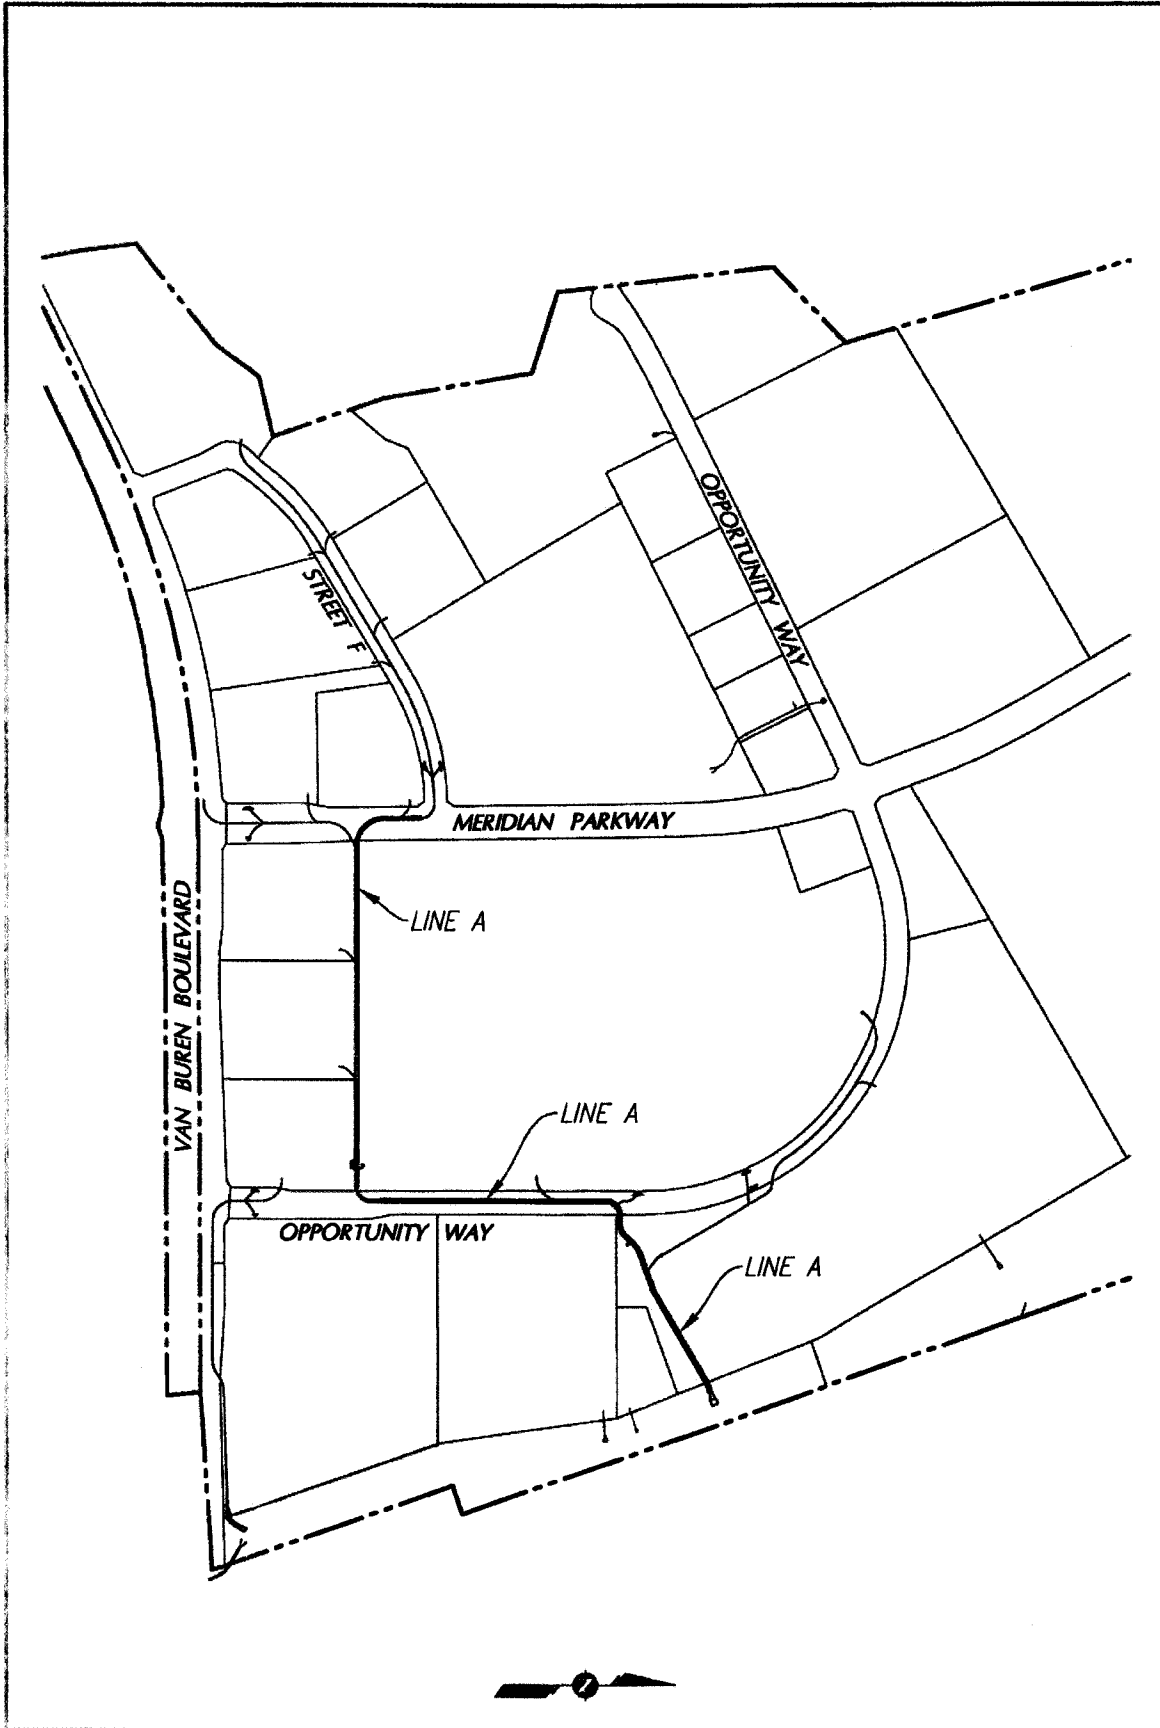 OPPORTUNITY WAY
STREET F
MERIDIAN PARKWAY
LINE A
VAN BUREN BOULEVARD
LINE A
OPPORTUNITY WAY
LINE A
Z